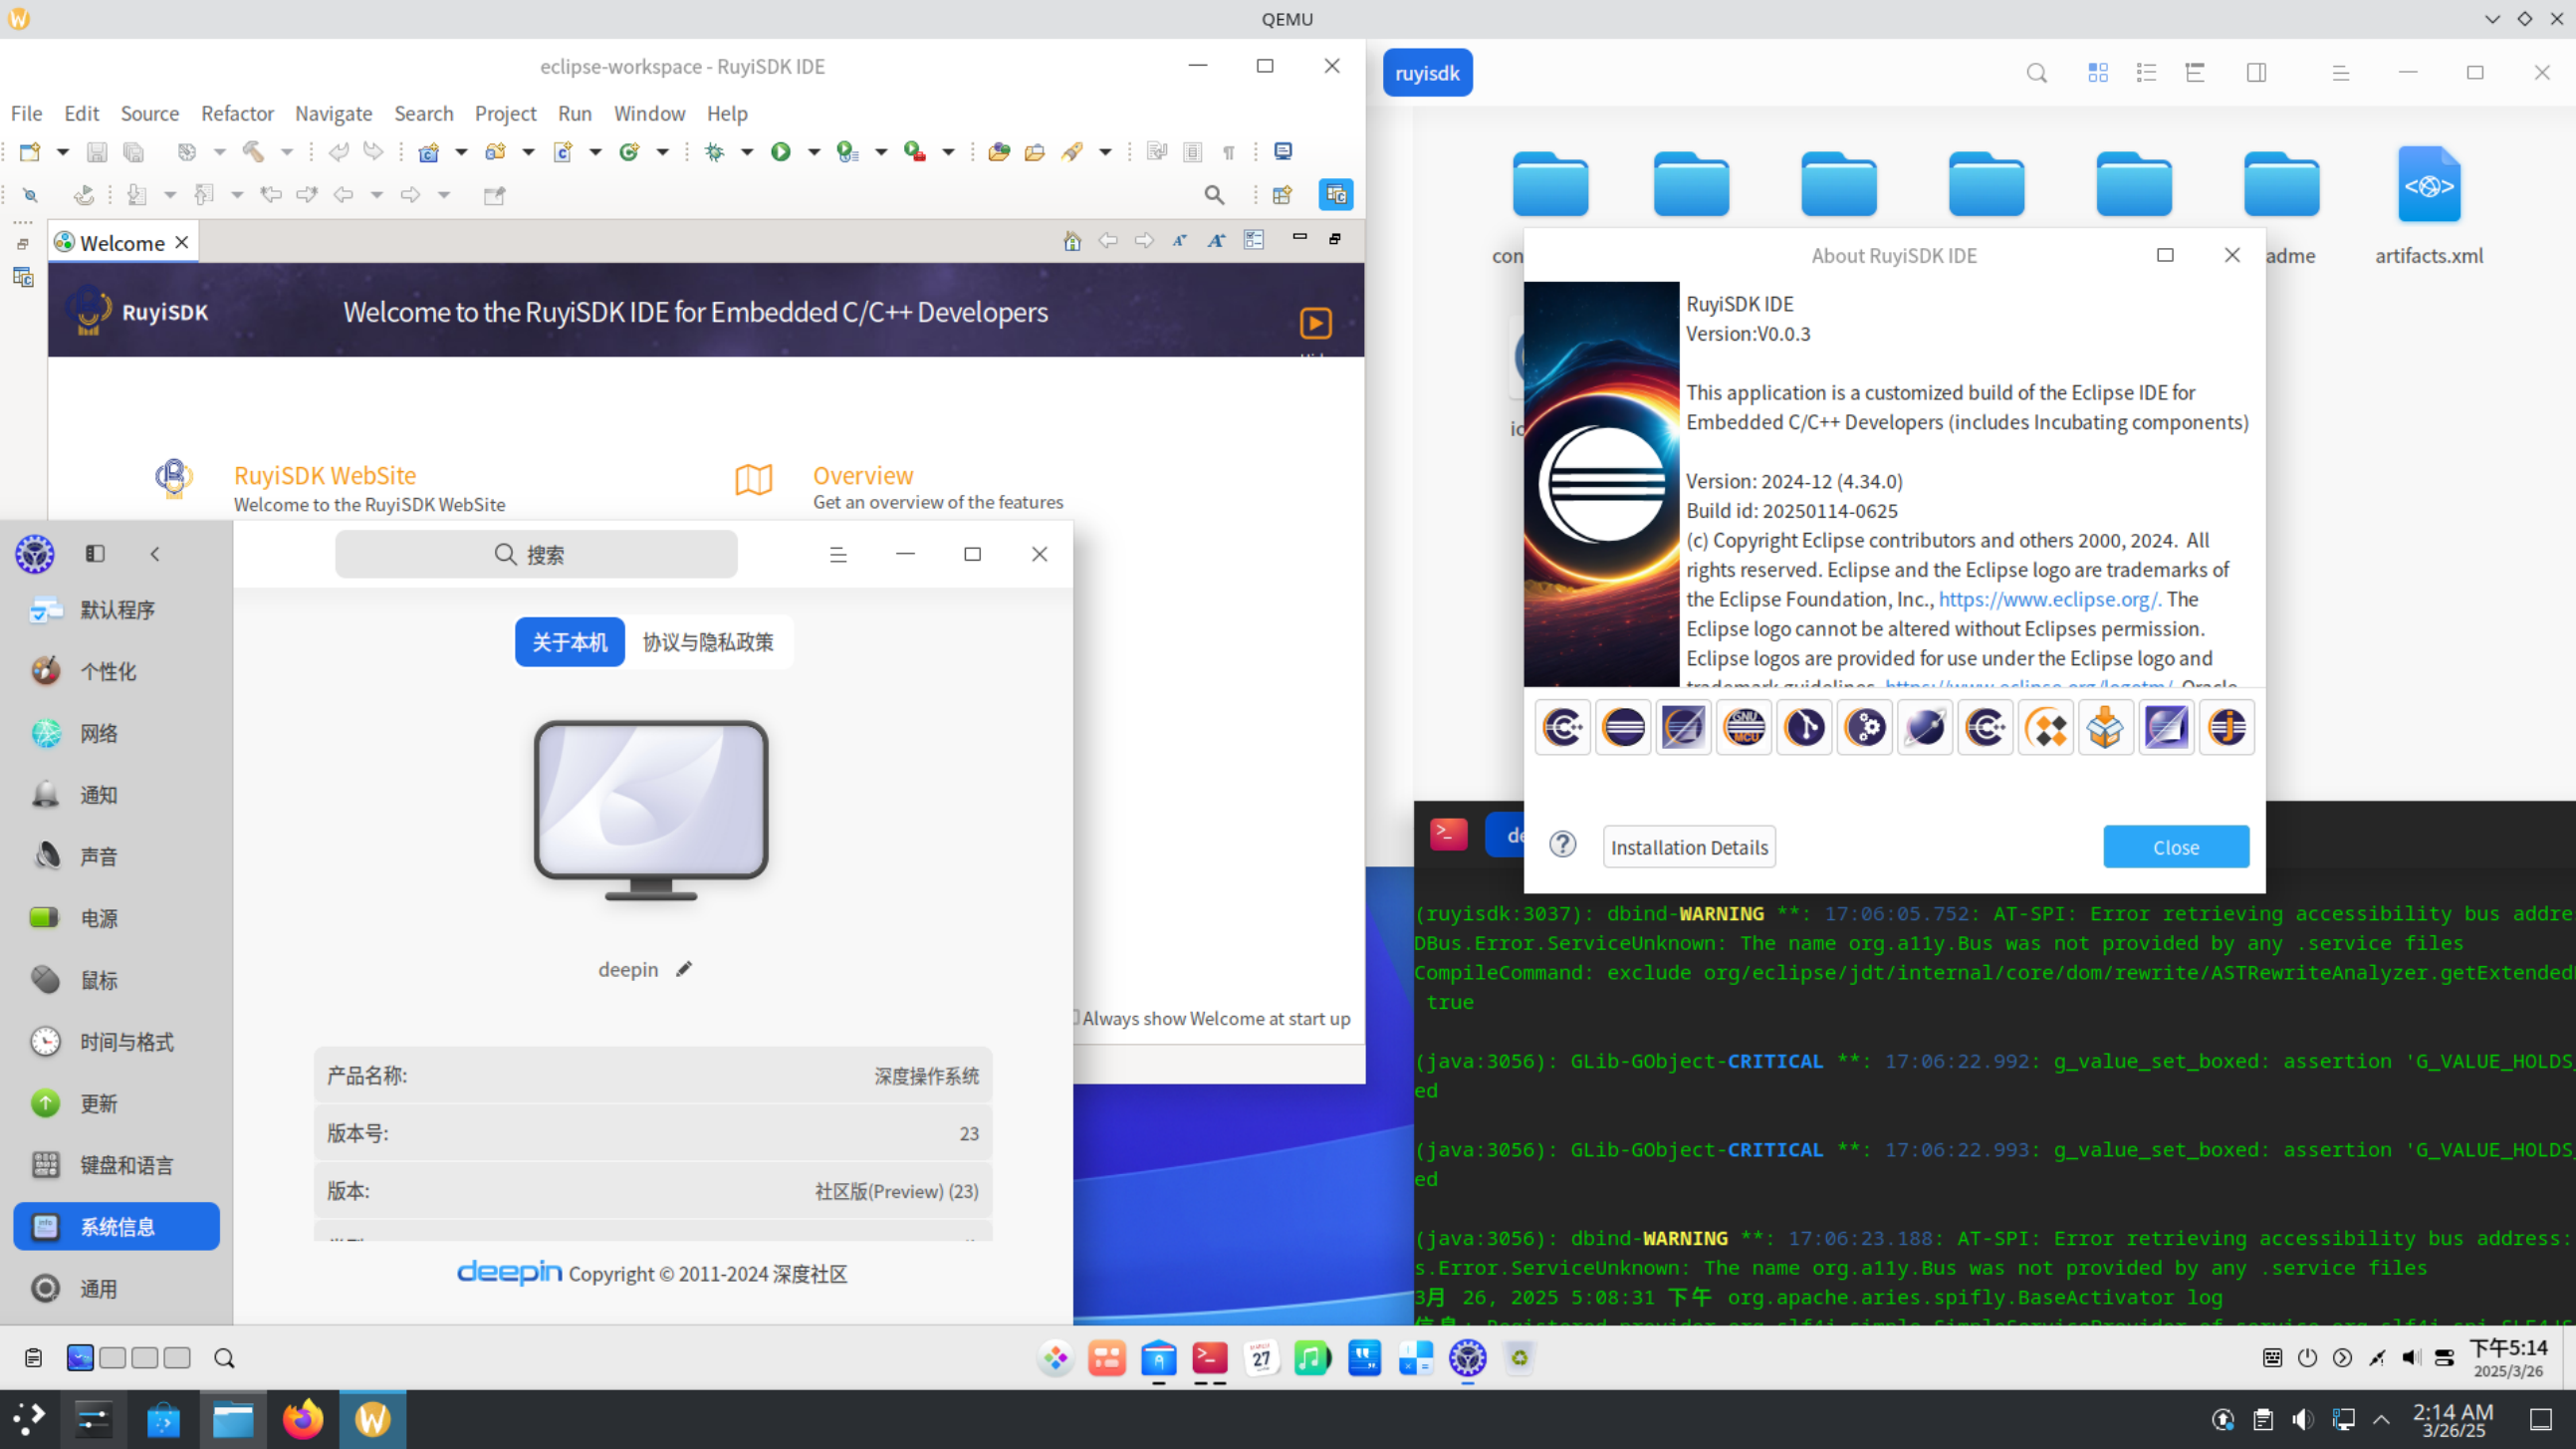 QEMU
eclipse-workspace - RuyiSDK IDE
File Edit Source Refactor Navigate Search Project Run Window Help
Welcome
RuyiSDK
Welcome to the RuyiSDK IDE for Embedded C/C++ Developers
RuyiSDK WebSite
Welcome to the RuyiSDK WebSite
Overview
Get an overview of the features
Always show Welcome at start up
ruyisdk
con
adme
artifacts.xml
About RuyiSDK IDE
RuyiSDK IDE
Version:V0.0.3
This application is a customized build of the Eclipse IDE for
Embedded C/C++ Developers (includes Incubating components)
Version: 2024-12 (4.34.0)
Build id: 20250114-0625
(c) Copyright Eclipse contributors and others 2000, 2024. All
rights reserved. Eclipse and the Eclipse logo are trademarks of
the Eclipse Foundation, Inc., https://www.eclipse.org/. The
Eclipse logo cannot be altered without Eclipses permission.
Eclipse logos are provided for use under the Eclipse logo and
trademark guidelines, https://www.eclipse.org/logotm/. Oracle
GNU
MCU
Installation Details
Close
搜索
默认程序
个性化
网络
通知
声音
电源
鼠标
时间与格式
更新
键盘和语言
系统信息
通用
关于本机
协议与隐私政策
deepin
产品名称: 深度操作系统
版本号: 23
版本: 社区版(Preview) (23)
deepin Copyright © 2011-2024 深度社区
de
(ruyisdk:3037): dbind-WARNING **: 17:06:05.752: AT-SPI: Error retrieving accessibility bus addre
DBus.Error.ServiceUnknown: The name org.a11y.Bus was not provided by any .service files
CompileCommand: exclude org/eclipse/jdt/internal/core/dom/rewrite/ASTRewriteAnalyzer.getExtended
true
(java:3056): GLib-GObject-CRITICAL **: 17:06:22.992: g_value_set_boxed: assertion 'G_VALUE_HOLDS_
ed
(java:3056): GLib-GObject-CRITICAL **: 17:06:22.993: g_value_set_boxed: assertion 'G_VALUE_HOLDS_
ed
(java:3056): dbind-WARNING **: 17:06:23.188: AT-SPI: Error retrieving accessibility bus address:
s.Error.ServiceUnknown: The name org.a11y.Bus was not provided by any .service files
3月 26, 2025 5:08:31 下午 org.apache.aries.spifly.BaseActivator log
27
下午5:14
2025/3/26
2:14 AM
3/26/25